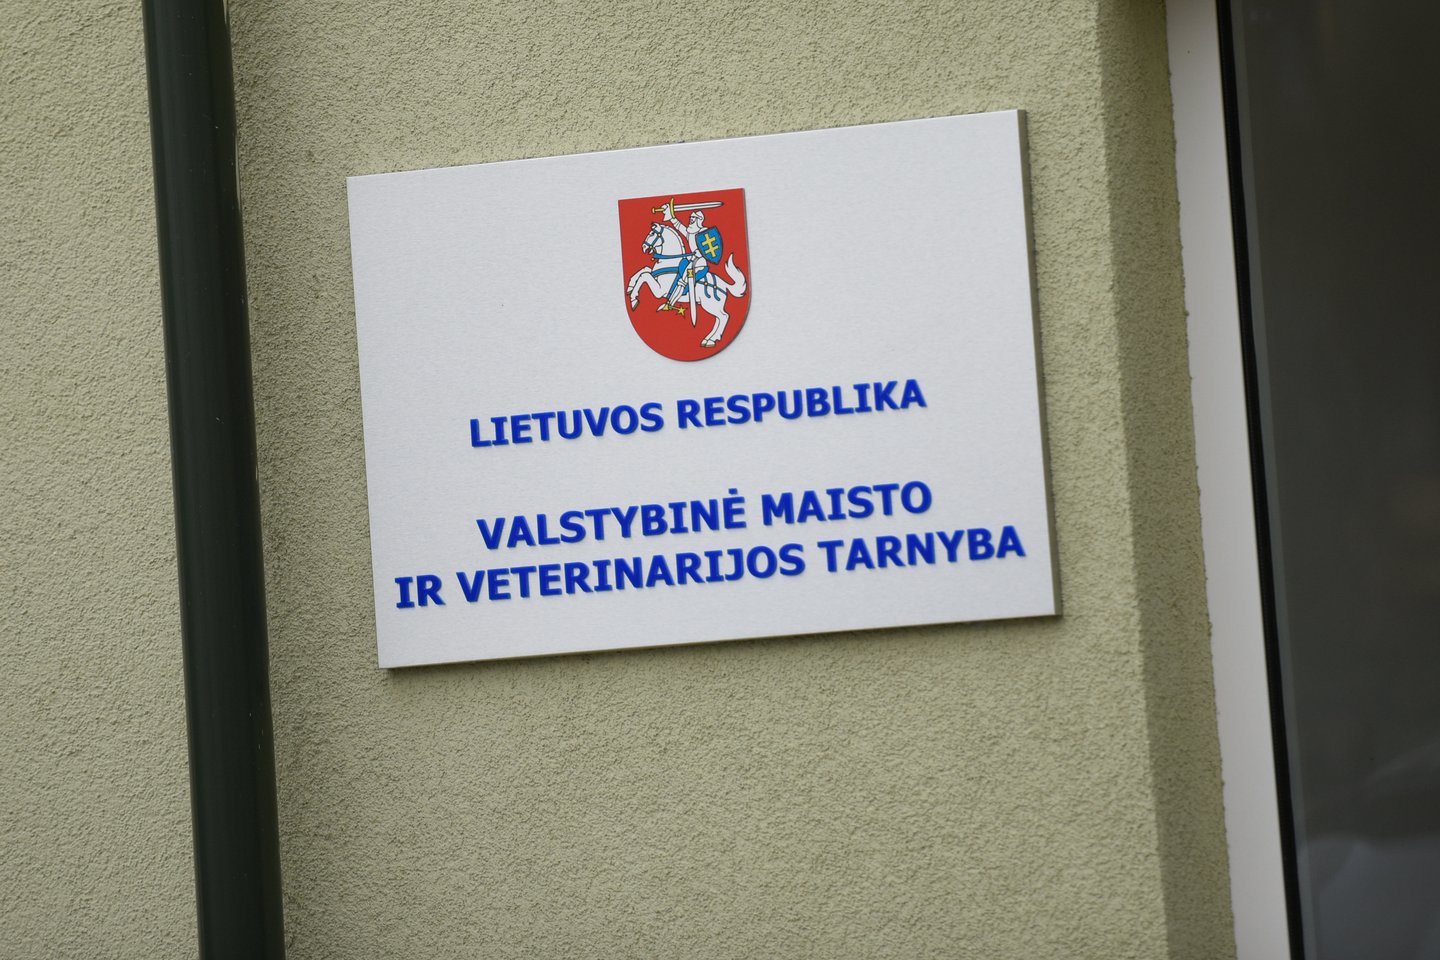 LIETUVOS RESPUBLIKA
VALSTYBINĖ MAISTO
IR VETERINARIJOS TARNYBA